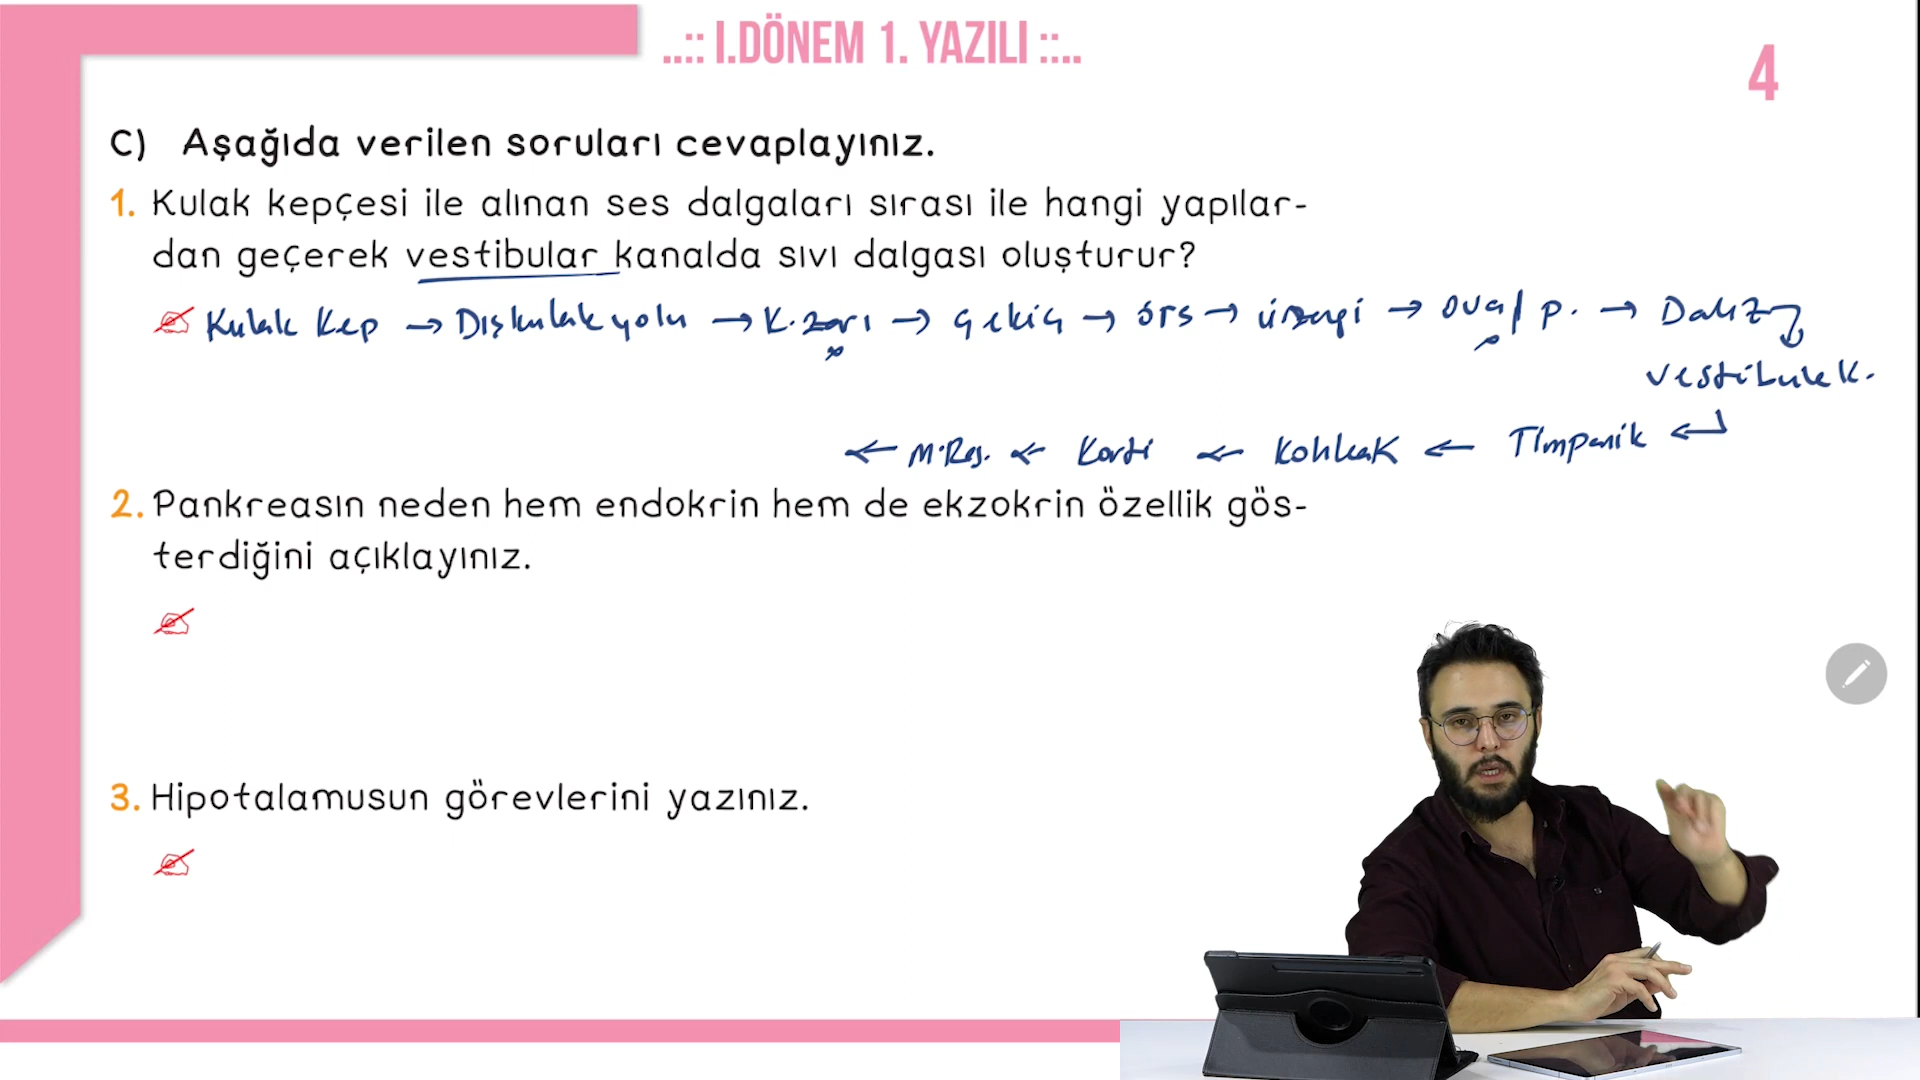 ..:: I.DÖNEM 1. YAZILI ::..
4
C) Aşağıda verilen soruları cevaplayınız.
1. Kulak kepçesi ile alınan ses dalgaları sırası ile hangi yapılar-
dan geçerek vestibular kanalda sıvı dalgası oluşturur?
Kulak Kep → Dış kulak yolu → K. zarı → Çekiç → örs → üzengi → oval p. → Dalız
vestibule k.
← M.Reş. ← Korti ← Kohleak ← Timpanik ↵
2. Pankreasın neden hem endokrin hem de ekzokrin özellik gös-
terdiğini açıklayınız.
3. Hipotalamusun görevlerini yazınız.